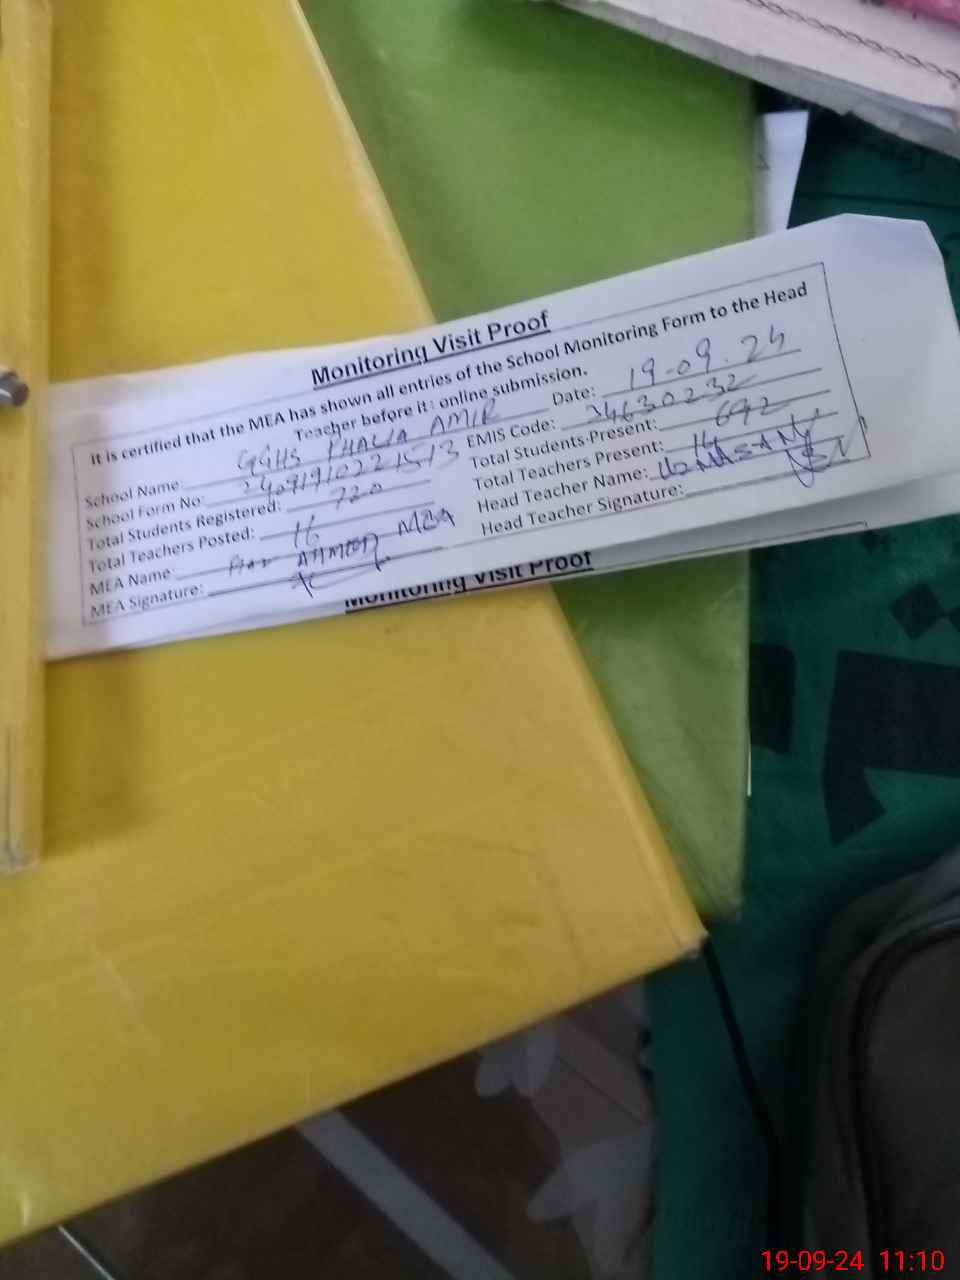 Monitoring Visit Proof
It is certified that the MEA has shown all entries of the School Monitoring Form to the Head
Teacher before it: online submission.
Date: 19-09-24
School Name: GGHS PHALIA AMIR
EMIS Code: 34630232
School Form No: 24091910221513
Total Students Present: 692
Total Students Registered: 720
Total Teachers Present: 14
Total Teachers Posted: 16
Head Teacher Name:
MEA Name: AHMED MEA
Head Teacher Signature:
MEA Signature:
Monitoring Visit Proof
19-09-24 11:10